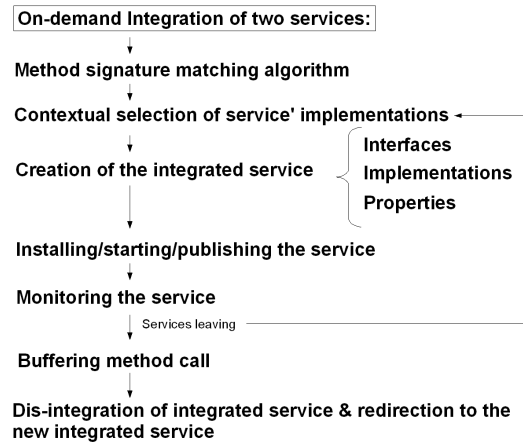 On-demand Integration of two services:
Method signature matching algorithm
Contextual selection of service' implementations
Creation of the integrated service
Interfaces
Implementations
Properties
Installing/starting/publishing the service
Monitoring the service
Services leaving
Buffering method call
Dis-integration of integrated service & redirection to the
new integrated service